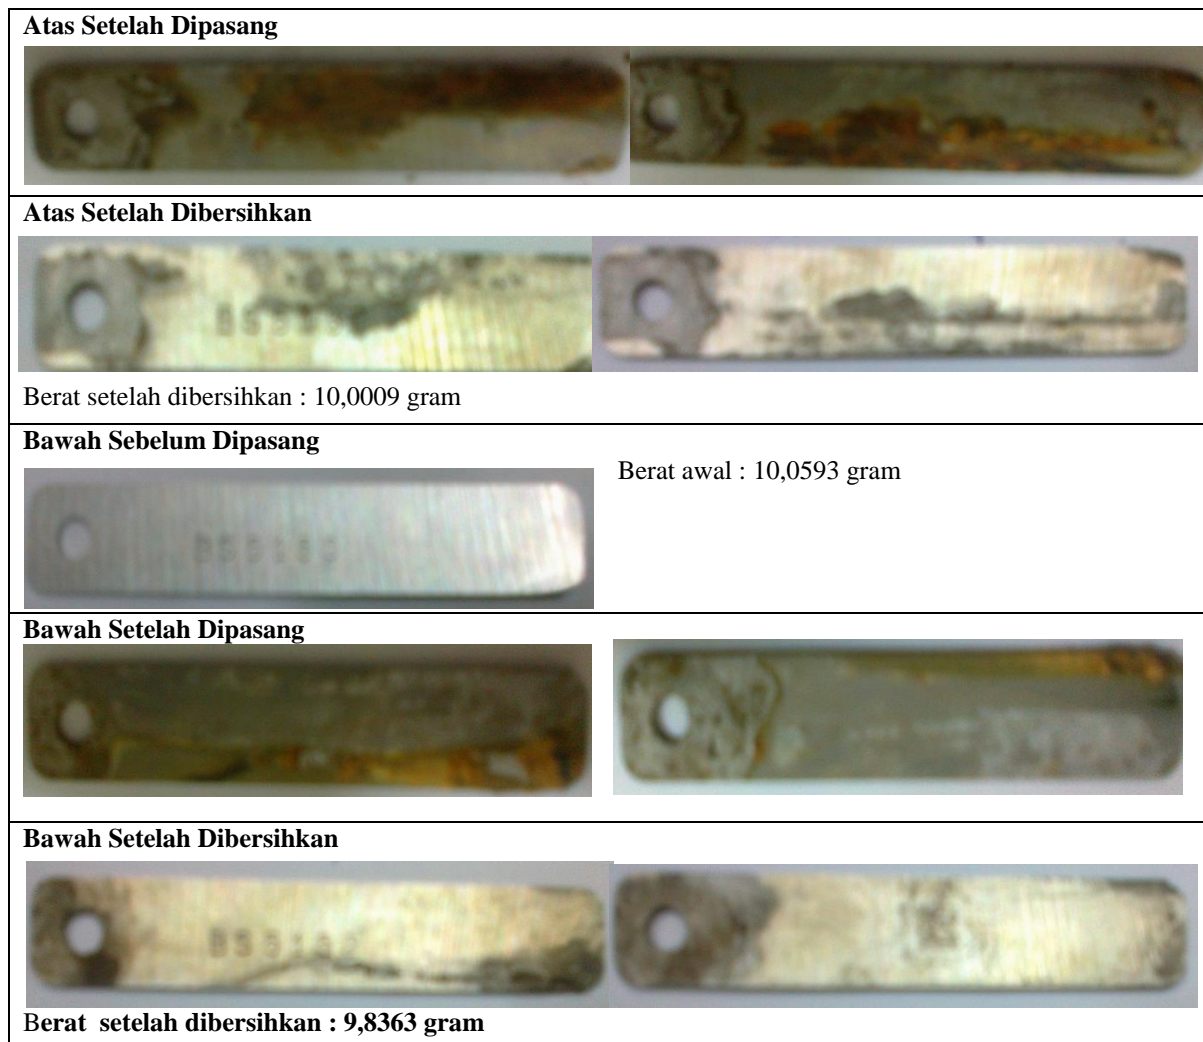 Atas Setelah Dipasang
Atas Setelah Dibersihkan
Berat setelah dibersihkan : 10,0009 gram
Bawah Sebelum Dipasang
Berat awal : 10,0593 gram
Bawah Setelah Dipasang
Bawah Setelah Dibersihkan
Berat setelah dibersihkan : 9,8363 gram